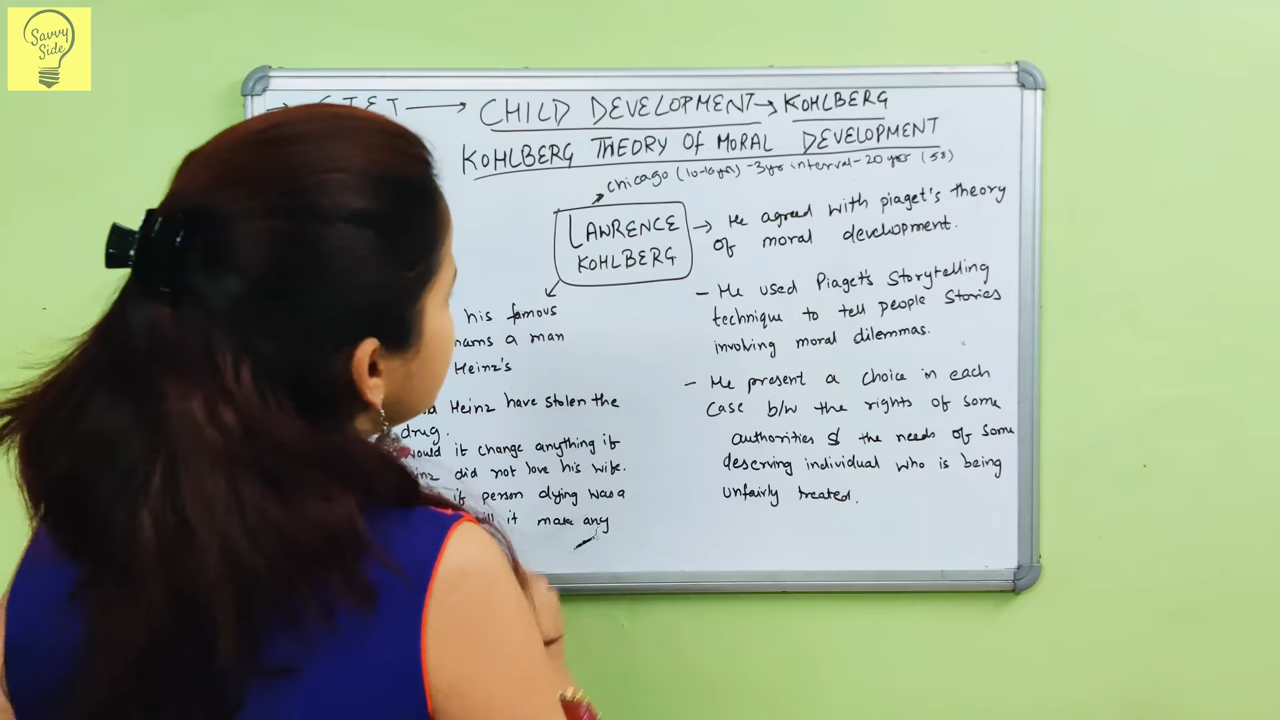 Savvy
Side
CTET → CHILD DEVELOPMENT → KOHLBERG
KOHLBERG THEORY Of MORAL DEVELOPMENT
chicago (10-16yrs) - 3yrs interval - 20 years (58)
LAWRENCE
KOHLBERG
→ He agreed with piaget's theory
of moral development.
- He used Piaget's Storytelling
technique to tell people Stories
involving moral dilemmas.
- He present a choice in each
Case b/w the rights of some
authorities & the needs of some
deserving individual who is being
unfairly treated.
his famous
a man
Heinz's
Heinz have stolen the
drug.
would it change anything if
did not love his wife.
if person dying was a
it make any